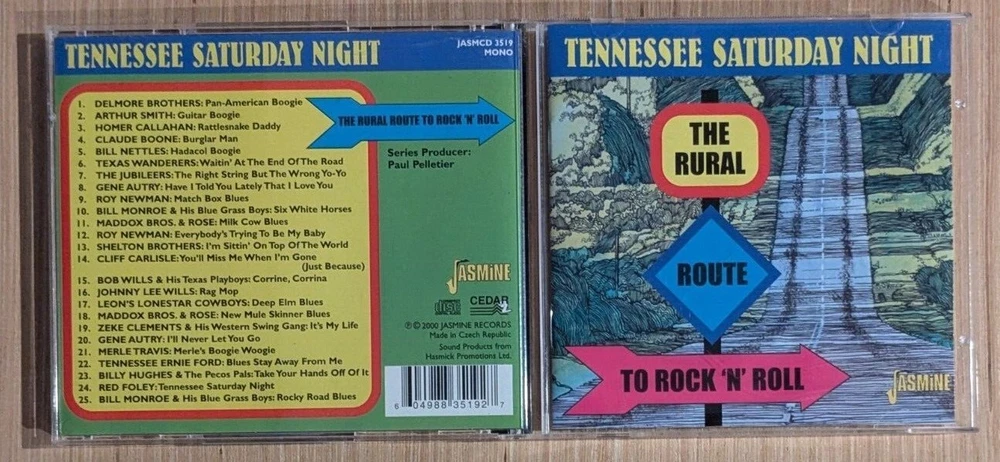 TENNESSEE SATURDAY NIGHT
JASMCD 3519
MONO
1. DELMORE BROTHERS: Pan-American Boogie
2. ARTHUR SMITH: Guitar Boogie
3. HOMER CALLAHAN: Rattlesnake Daddy
4. CLAUDE BOONE: Burglar Man
5. BILL NETTLES: Hadacol Boogie
6. TEXAS WANDERERS: Waitin' At The End Of The Road
7. THE JUBILEERS: The Right String But The Wrong Yo-Yo
8. GENE AUTRY: Have I Told You Lately That I Love You
9. ROY NEWMAN: Match Box Blues
10. BILL MONROE & His Blue Grass Boys: Six White Horses
11. MADDOX BROS. & ROSE: Milk Cow Blues
12. ROY NEWMAN: Everybody's Trying To Be My Baby
13. SHELTON BROTHERS: I'm Sittin' On Top Of The World
14. CLIFF CARLISLE: You'll Miss Me When I'm Gone
(Just Because)
15. BOB WILLS & His Texas Playboys: Corrine, Corrina
16. JOHNNY LEE WILLS: Rag Mop
17. LEON'S LONESTAR COWBOYS: Deep Elm Blues
18. MADDOX BROS. & ROSE: New Mule Skinner Blues
19. ZEKE CLEMENTS & His Western Swing Gang: It's My Life
20. GENE AUTRY: I'll Never Let You Go
21. MERLE TRAVIS: Merle's Boogie Woogie
22. TENNESSEE ERNIE FORD: Blues Stay Away From Me
23. BILLY HUGHES & The Pecos Pals: Take Your Hands Off Of It
24. RED FOLEY: Tennessee Saturday Night
25. BILL MONROE & His Blue Grass Boys: Rocky Road Blues
THE RURAL ROUTE TO ROCK 'N' ROLL
Series Producer:
Paul Pelletier
JASMINE
disc
CEDAR
℗ © 2000 JASMINE RECORDS
Made in Czech Republic
Sound Products from
Hasmick Promotions Ltd.
6 04988 35192 7
TENNESSEE SATURDAY NIGHT
THE
RURAL
ROUTE
TO ROCK 'N' ROLL
JASMINE